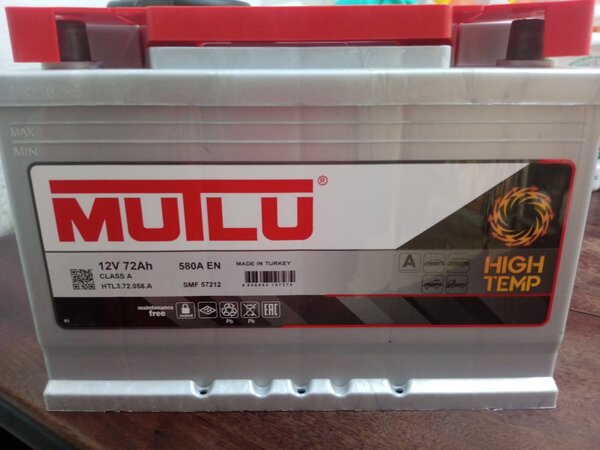 MAX
MIN
MUTLU®
12V 72Ah 580A EN MADE IN TURKEY
CLASS A
HTL3.72.058.A SMF 57212
A
HIGH
TEMP
maintenance
free
Pb Pb EAC